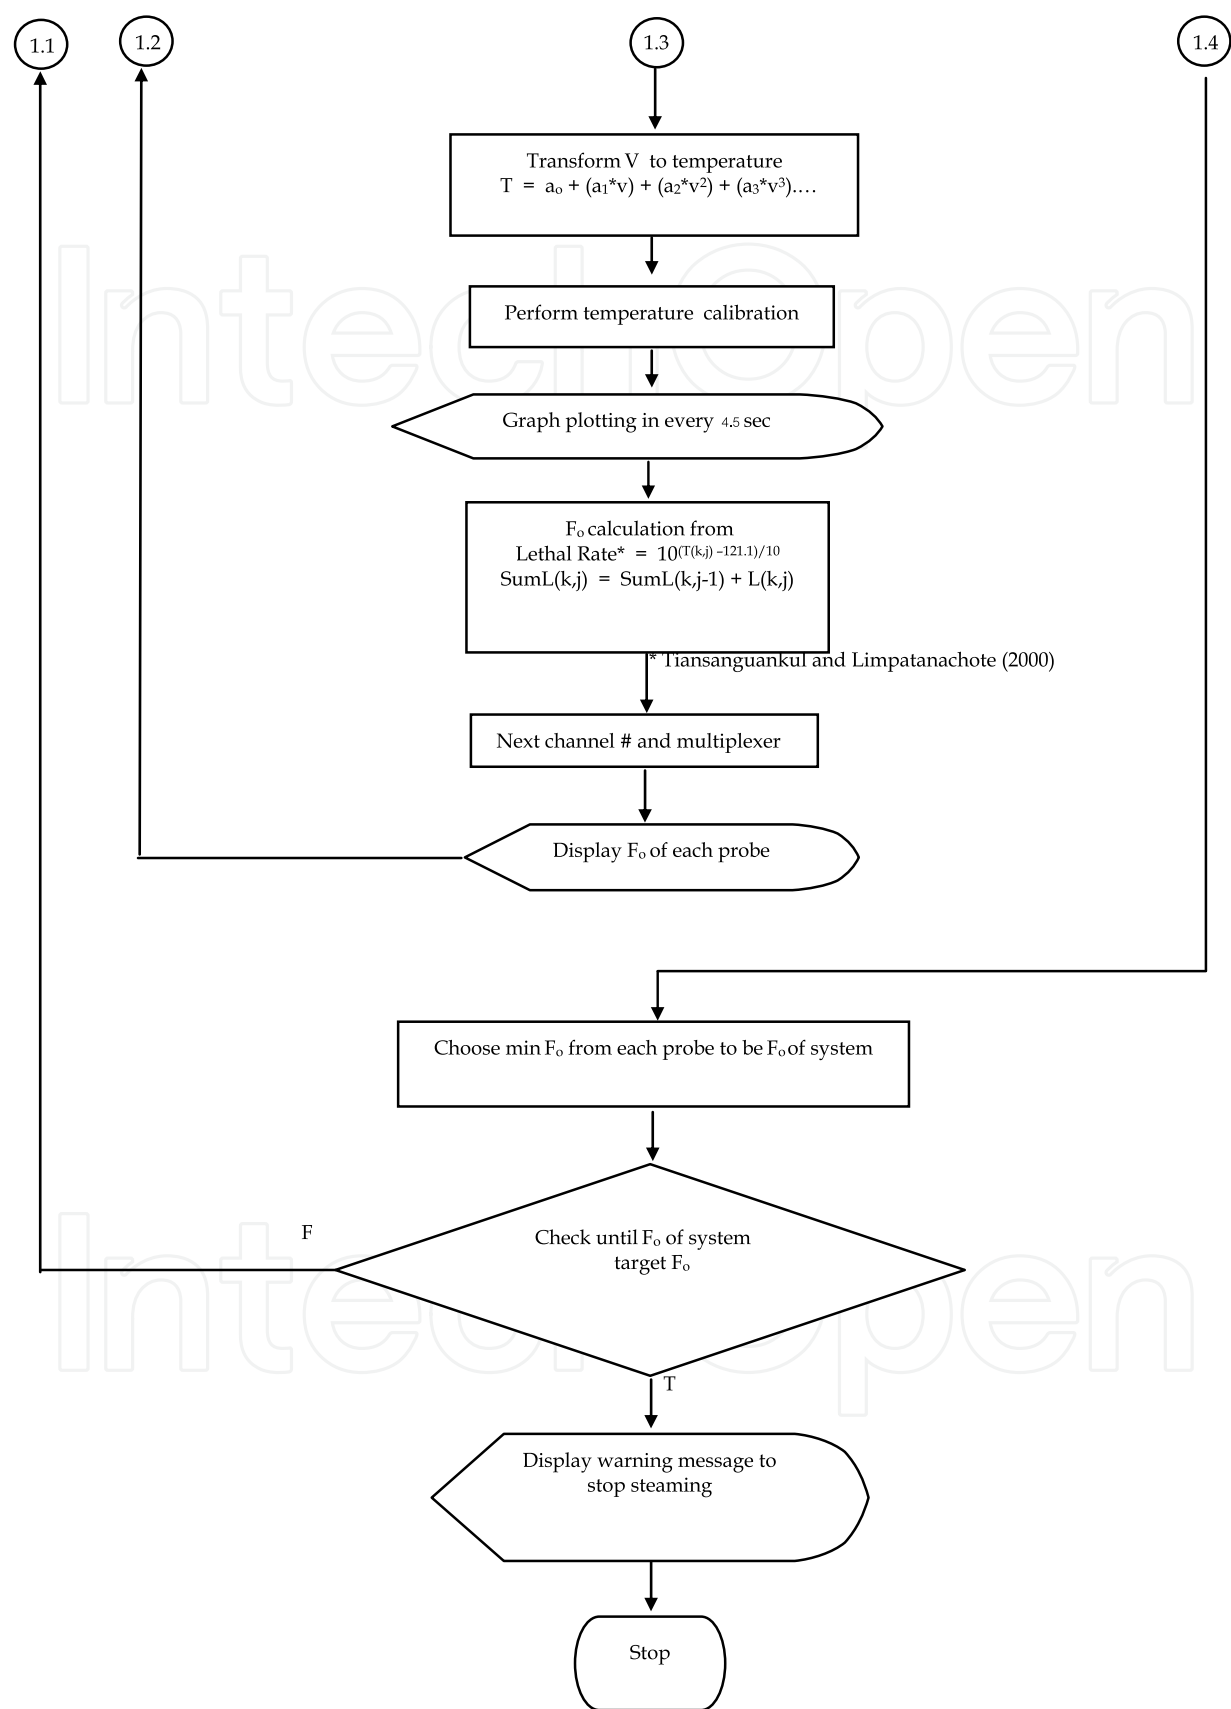 1.1
1.2
1.3
1.4
Transform V to temperature
T = aₒ + (a₁*v) + (a₂*v²) + (a₃*v³)....
Perform temperature calibration
Graph plotting in every 4.5 sec
Fₒ calculation from
Lethal Rate* = 10^(T(k,j) –121.1)/10
SumL(k,j) = SumL(k,j-1) + L(k,j)
* Tiansanguankul and Limpatanachote (2000)
Next channel # and multiplexer
Display Fₒ of each probe
Choose min Fₒ from each probe to be Fₒ of system
F
Check until Fₒ of system
target Fₒ
T
Display warning message to
stop steaming
Stop
IntechOpen
IntechOpen